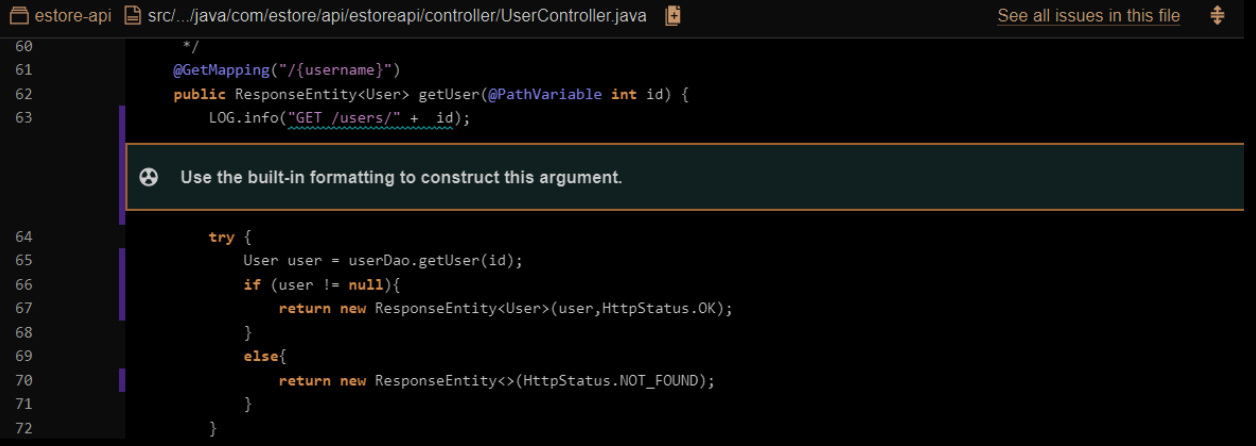 estore-api src/.../java/com/estore/api/estoreapi/controller/UserController.java See all issues in this file
60 */
61 @GetMapping("/{username}")
62 public ResponseEntity<User> getUser(@PathVariable int id) {
63 LOG.info("GET /users/" +  id);
Use the built-in formatting to construct this argument.
64 try {
65 User user = userDao.getUser(id);
66 if (user != null){
67 return new ResponseEntity<User>(user,HttpStatus.OK);
68 }
69 else{
70 return new ResponseEntity<>(HttpStatus.NOT_FOUND);
71 }
72 }